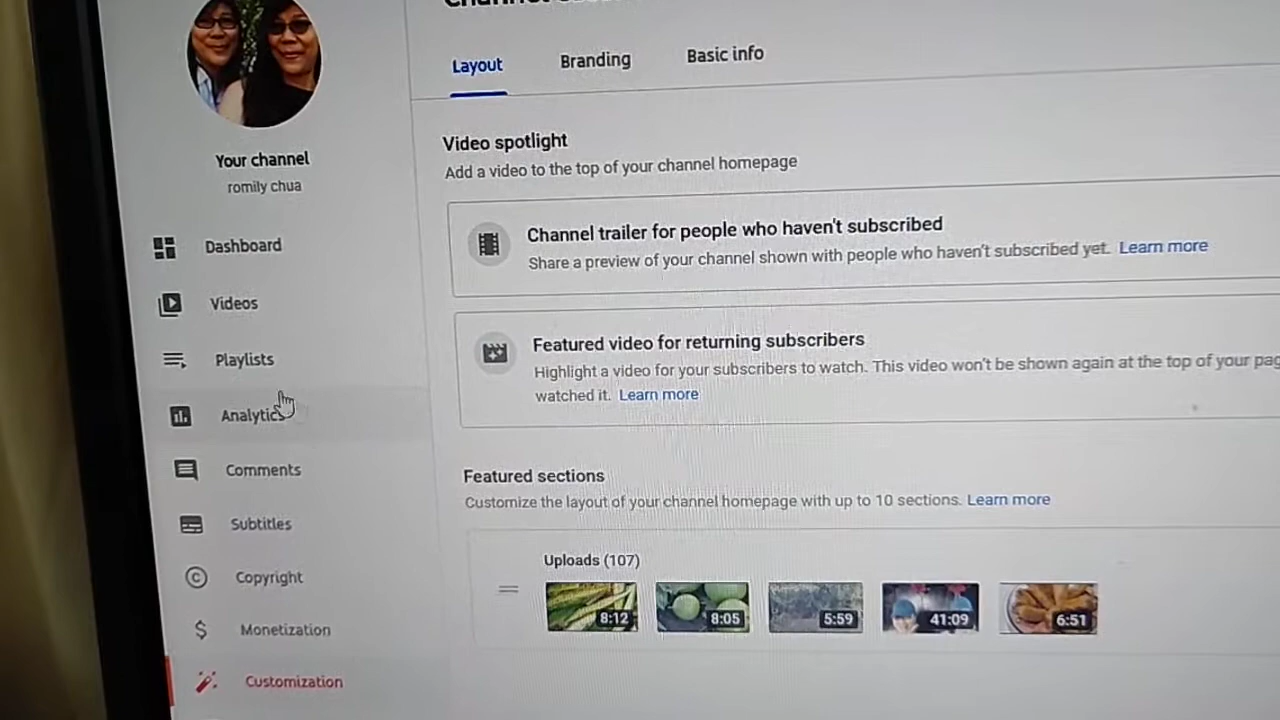 Layout
Branding
Basic info
Your channel
romily chua
Dashboard
Videos
Playlists
Analytics
Comments
Subtitles
Copyright
Monetization
Customization
Video spotlight
Add a video to the top of your channel homepage
Channel trailer for people who haven't subscribed
Share a preview of your channel shown with people who haven't subscribed yet. Learn more
Featured video for returning subscribers
Highlight a video for your subscribers to watch. This video won't be shown again at the top of your
watched it. Learn more
Featured sections
Customize the layout of your channel homepage with up to 10 sections. Learn more
Uploads (107)
8:12
8:05
5:59
41:09
6:51